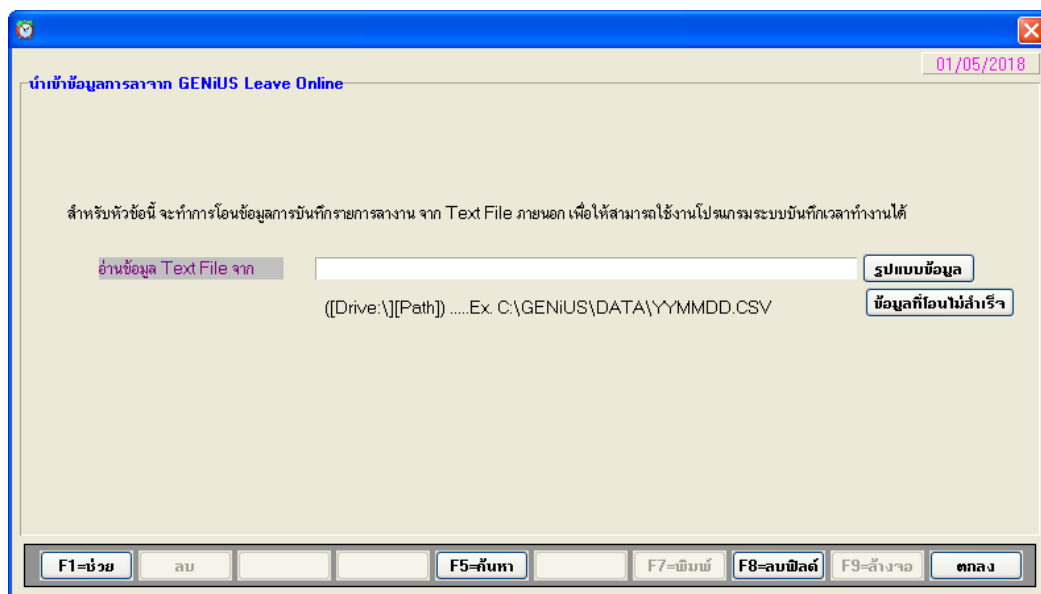 01/05/2018
นำเข้าข้อมูลการลาจาก GENiUS Leave Online
สำหรับหัวข้อนี้ จะทำการโอนข้อมูลการบันทึกรายการลางาน จาก Text File ภายนอก เพื่อให้สามารถใช้งานโปรแกรมระบบบันทึกเวลาทำงานได้
อ่านข้อมูล Text File จาก
รูปแบบข้อมูล
([Drive:\][Path]) .....Ex. C:\GENiUS\DATA\YYMMDD.CSV
ข้อมูลที่โอนไม่สำเร็จ
F1=ช่วย ลบ F5=ค้นหา F7=พิมพ์ F8=ลบฟิลด์ F9=ล้างจอ ตกลง